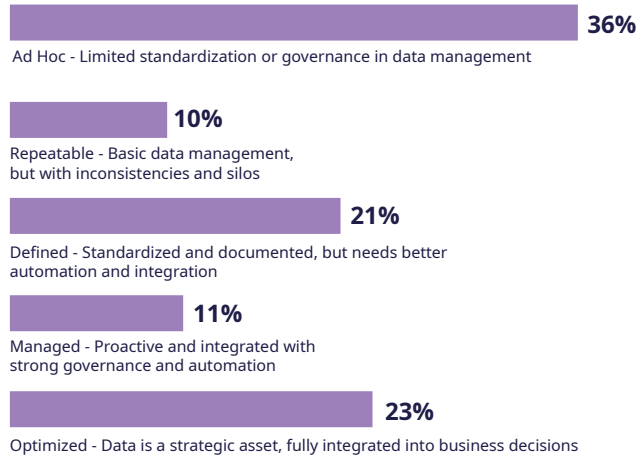 36%
Ad Hoc - Limited standardization or governance in data management
10%
Repeatable - Basic data management,
but with inconsistencies and silos
21%
Defined - Standardized and documented, but needs better
automation and integration
11%
Managed - Proactive and integrated with
strong governance and automation
23%
Optimized - Data is a strategic asset, fully integrated into business decisions